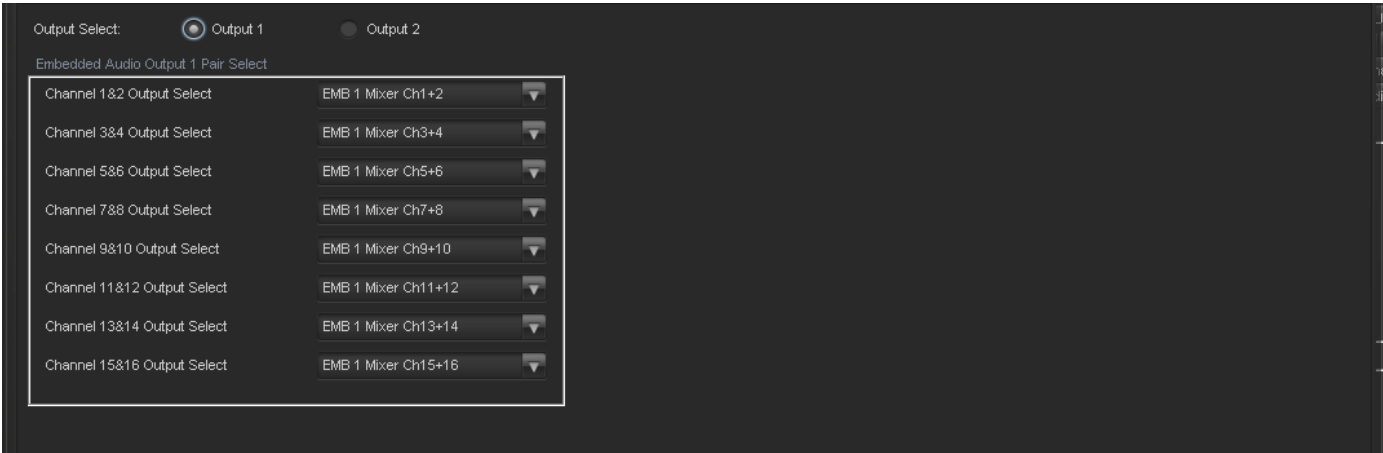 Output Select: Output 1 Output 2
Embedded Audio Output 1 Pair Select
Channel 1&2 Output Select EMB 1 Mixer Ch1+2
Channel 3&4 Output Select EMB 1 Mixer Ch3+4
Channel 5&6 Output Select EMB 1 Mixer Ch5+6
Channel 7&8 Output Select EMB 1 Mixer Ch7+8
Channel 9&10 Output Select EMB 1 Mixer Ch9+10
Channel 11&12 Output Select EMB 1 Mixer Ch11+12
Channel 13&14 Output Select EMB 1 Mixer Ch13+14
Channel 15&16 Output Select EMB 1 Mixer Ch15+16